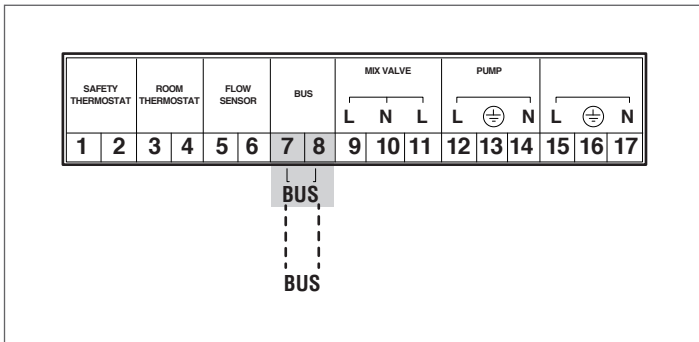 SAFETY THERMOSTAT ROOM THERMOSTAT FLOW SENSOR BUS MIX VALVE PUMP
L N L L N L N
1 2 3 4 5 6 7 8 9 10 11 12 13 14 15 16 17
BUS
BUS